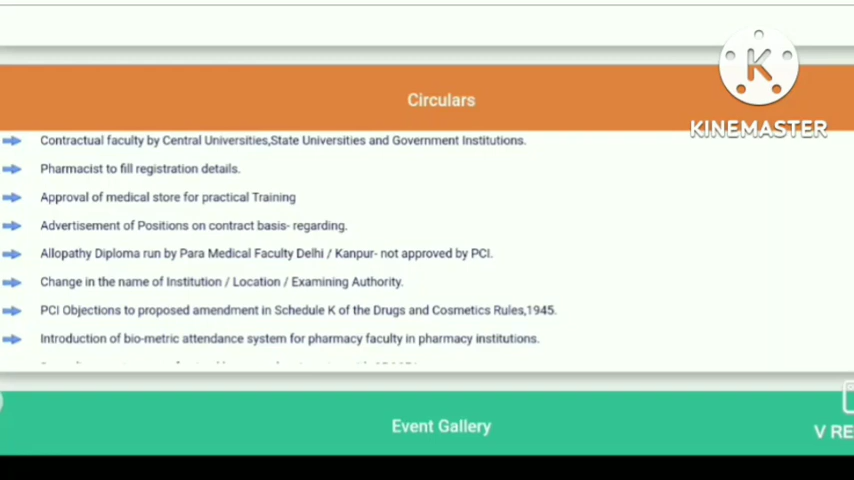 Circulars
KINEMASTER
Contractual faculty by Central Universities,State Universities and Government Institutions.
Pharmacist to fill registration details.
Approval of medical store for practical Training
Advertisement of Positions on contract basis- regarding.
Allopathy Diploma run by Para Medical Faculty Delhi / Kanpur- not approved by PCI.
Change in the name of Institution / Location / Examining Authority.
PCI Objections to proposed amendment in Schedule K of the Drugs and Cosmetics Rules,1945.
Introduction of bio-metric attendance system for pharmacy faculty in pharmacy institutions.
Event Gallery
V RE